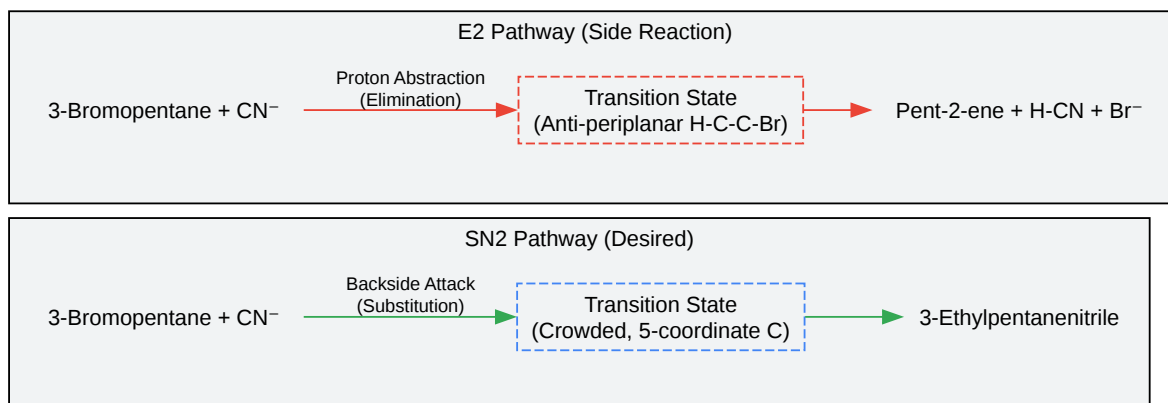 E2 Pathway (Side Reaction)
3-Bromopentane + CN⁻
Proton Abstraction
(Elimination)
Transition State
(Anti-periplanar H-C-C-Br)
Pent-2-ene + H-CN + Br⁻
SN2 Pathway (Desired)
3-Bromopentane + CN⁻
Backside Attack
(Substitution)
Transition State
(Crowded, 5-coordinate C)
3-Ethylpentanenitrile